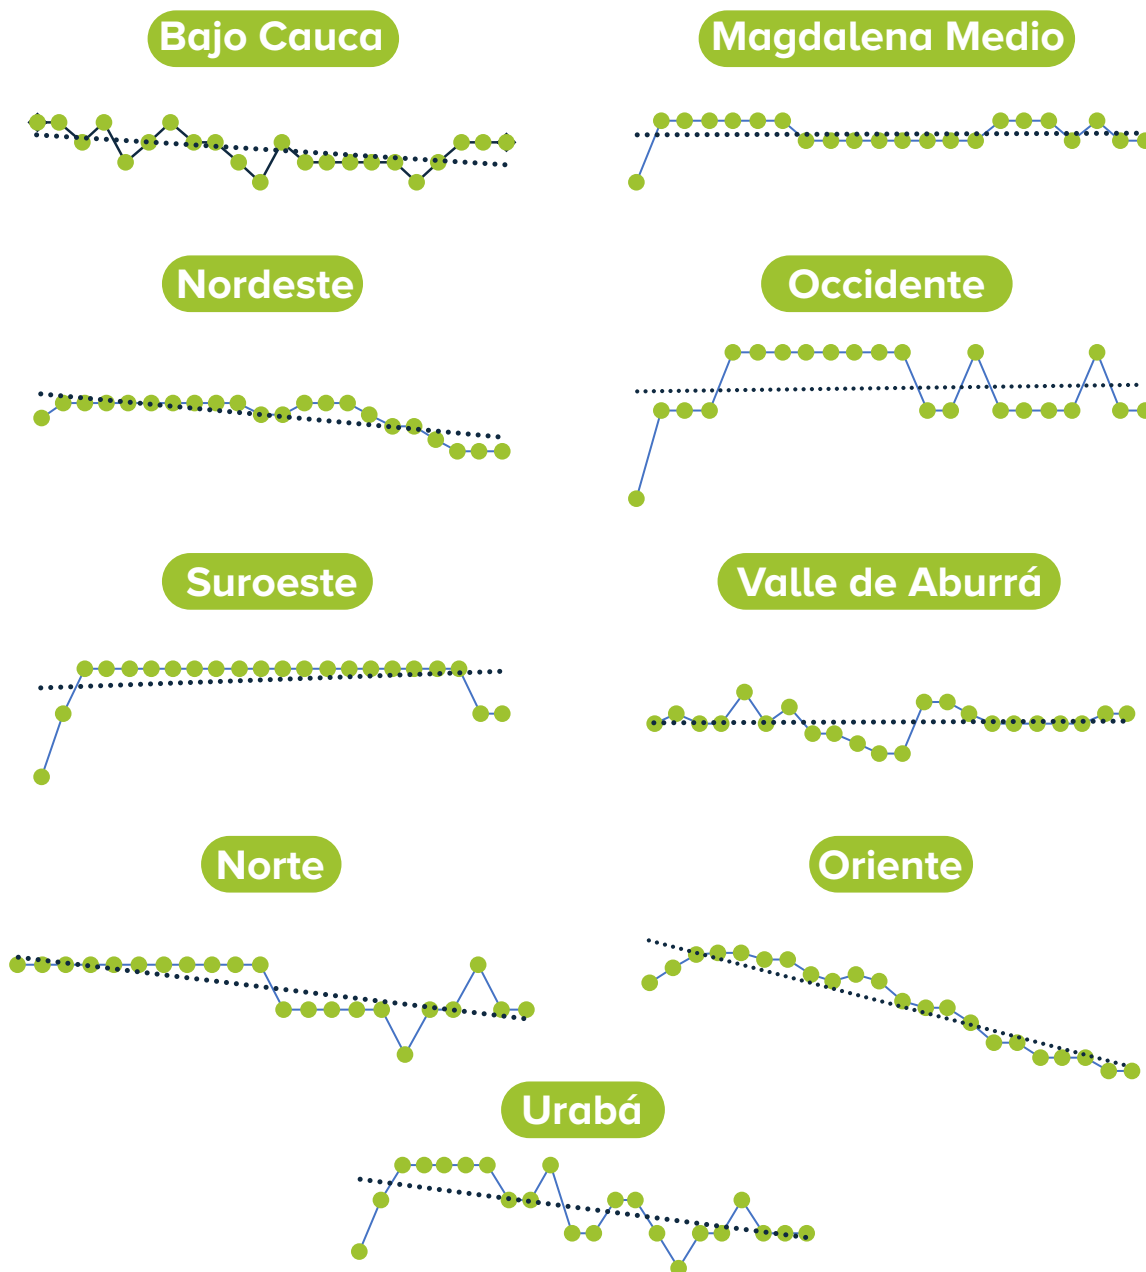 Bajo Cauca
Magdalena Medio
Nordeste
Occidente
Suroeste
Valle de Aburrá
Norte
Oriente
Urabá